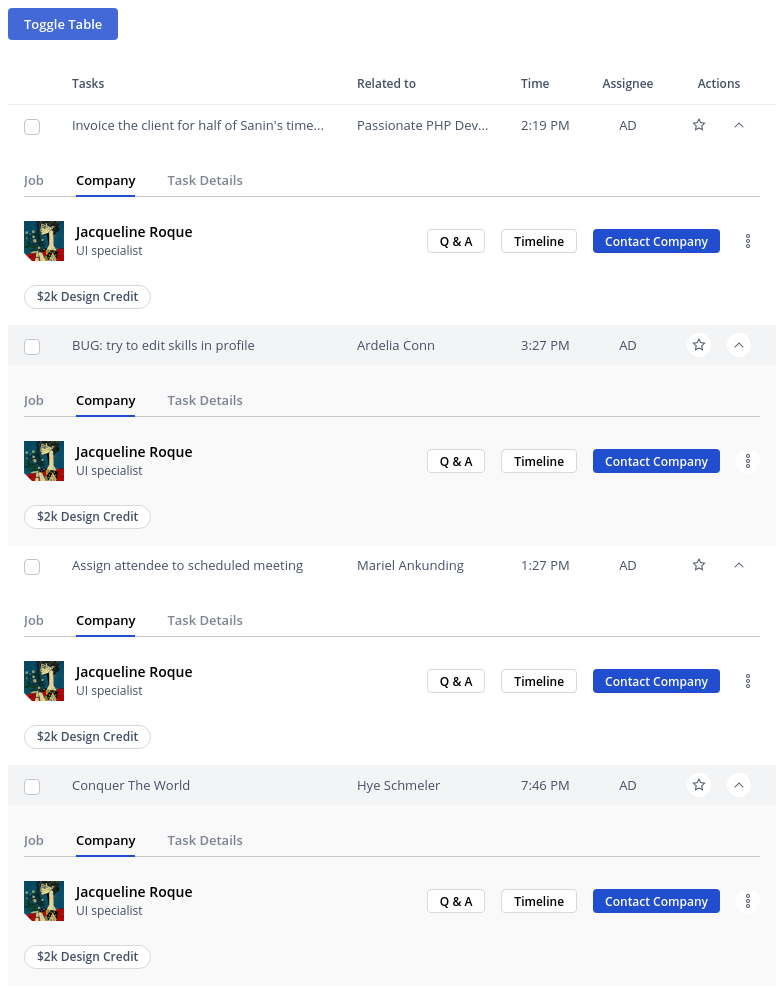 Toggle Table
Tasks Related to Time Assignee Actions
Invoice the client for half of Sanin's time... Passionate PHP Dev... 2:19 PM AD
Job Company Task Details
Jacqueline Roque
UI specialist
Q & A Timeline Contact Company
$2k Design Credit
BUG: try to edit skills in profile Ardelia Conn 3:27 PM AD
Job Company Task Details
Jacqueline Roque
UI specialist
Q & A Timeline Contact Company
$2k Design Credit
Assign attendee to scheduled meeting Mariel Ankunding 1:27 PM AD
Job Company Task Details
Jacqueline Roque
UI specialist
Q & A Timeline Contact Company
$2k Design Credit
Conquer The World Hye Schmeler 7:46 PM AD
Job Company Task Details
Jacqueline Roque
UI specialist
Q & A Timeline Contact Company
$2k Design Credit